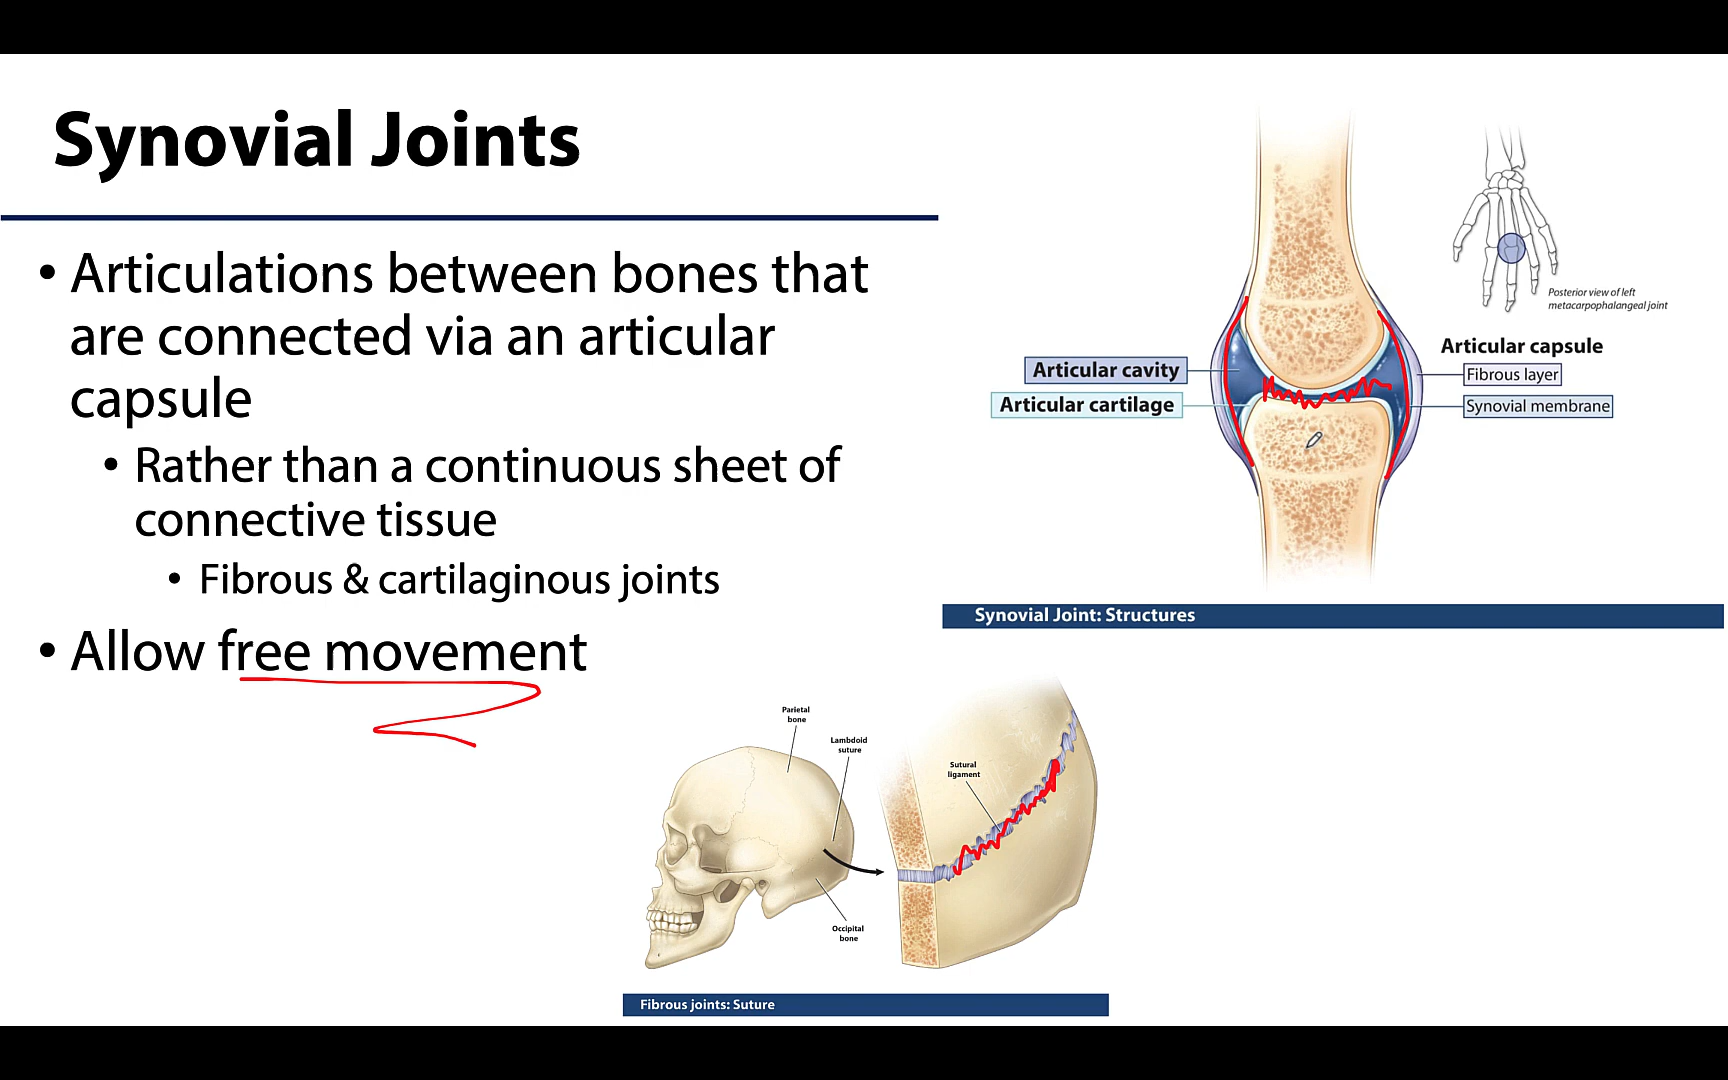 Synovial Joints
• Articulations between bones that
are connected via an articular
capsule
• Rather than a continuous sheet of
connective tissue
• Fibrous & cartilaginous joints
• Allow free movement
Posterior view of left
metacarpophalangeal joint
Articular capsule
Fibrous layer
Synovial membrane
Articular cavity
Articular cartilage
Synovial Joint: Structures
Parietal
bone
Lambdoid
suture
Sutural
ligament
Occipital
bone
Fibrous joints: Suture